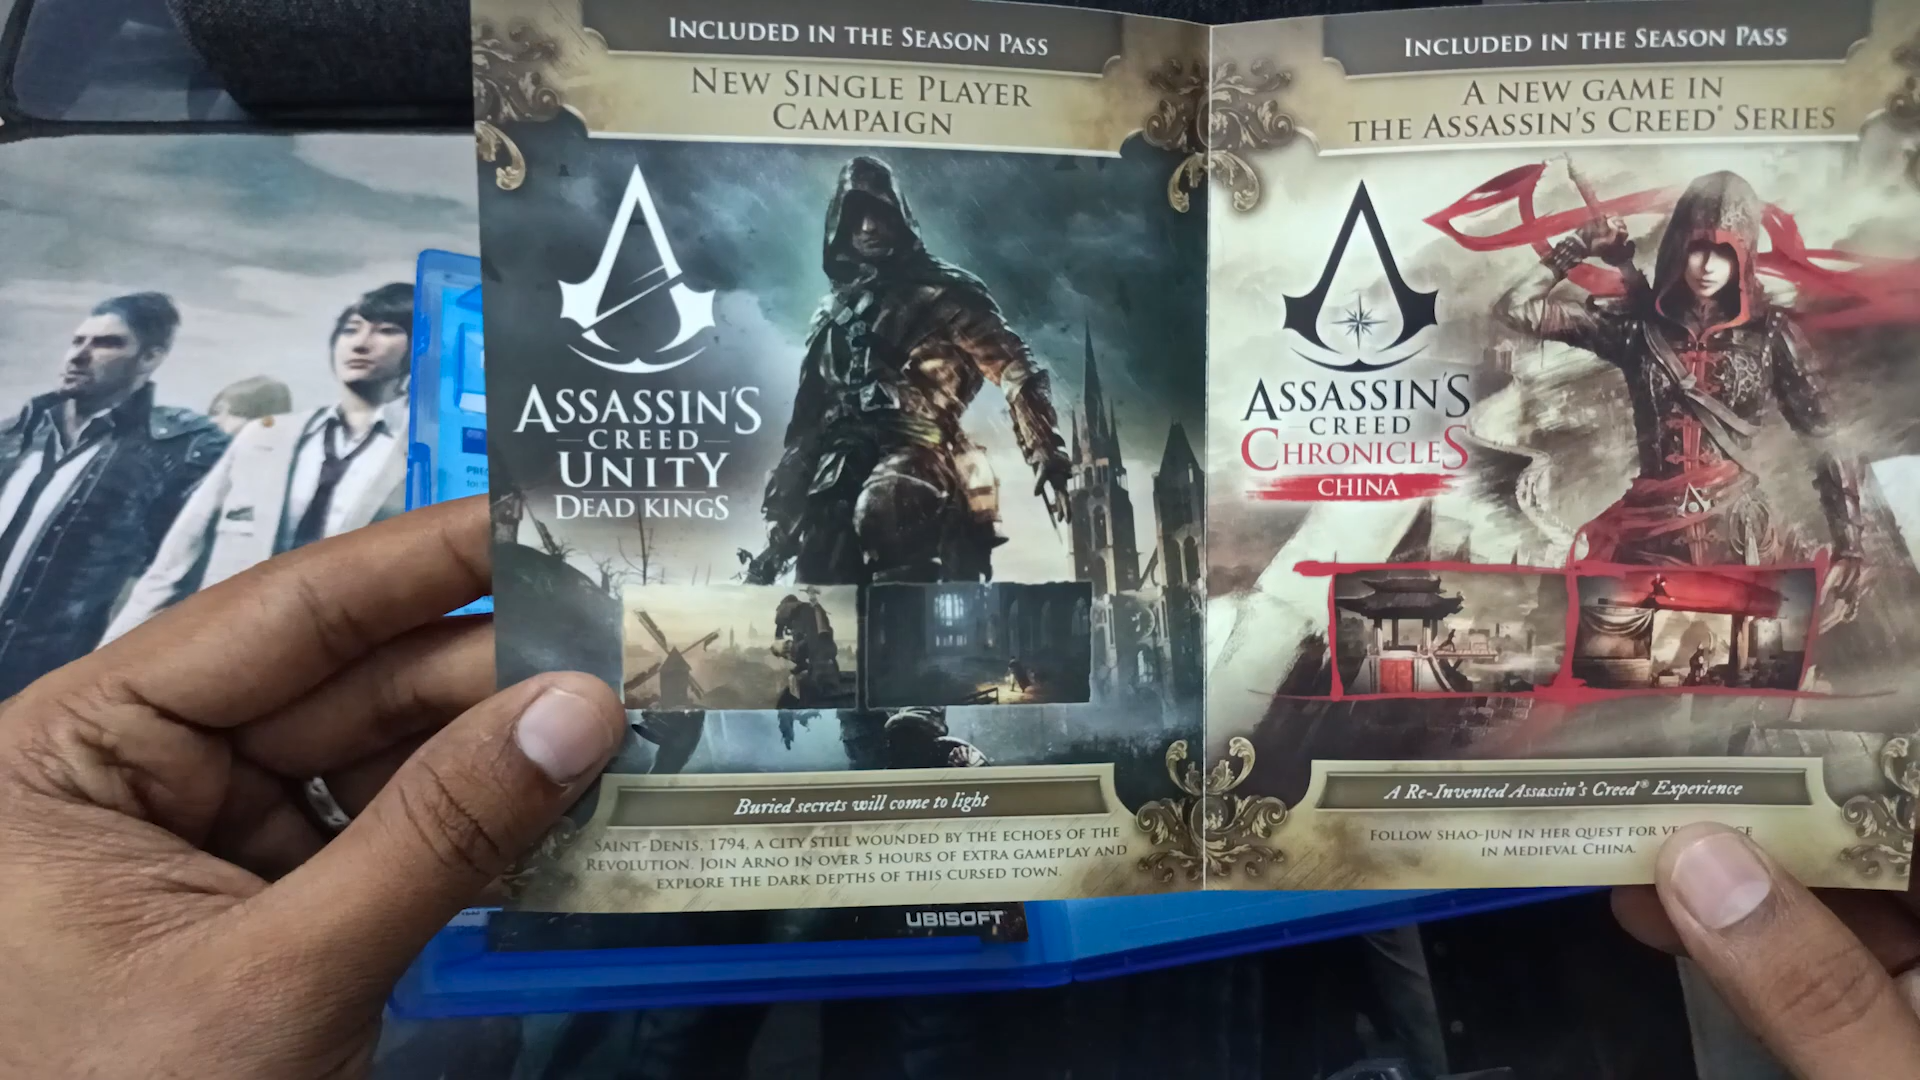 INCLUDED IN THE SEASON PASS
NEW SINGLE PLAYER
CAMPAIGN
ASSASSIN'S
CREED
UNITY
DEAD KINGS
Buried secrets will come to light
SAINT-DENIS, 1794, A CITY STILL WOUNDED BY THE ECHOES OF THE
REVOLUTION. JOIN ARNO IN OVER 5 HOURS OF EXTRA GAMEPLAY AND
EXPLORE THE DARK DEPTHS OF THIS CURSED TOWN.
INCLUDED IN THE SEASON PASS
A NEW GAME IN
THE ASSASSIN'S CREED® SERIES
ASSASSIN'S
CREED
CHRONICLES
CHINA
A Re-Invented Assassin's Creed® Experience
FOLLOW SHAO-JUN IN HER QUEST FOR
IN MEDIEVAL CHINA.
UBISOFT